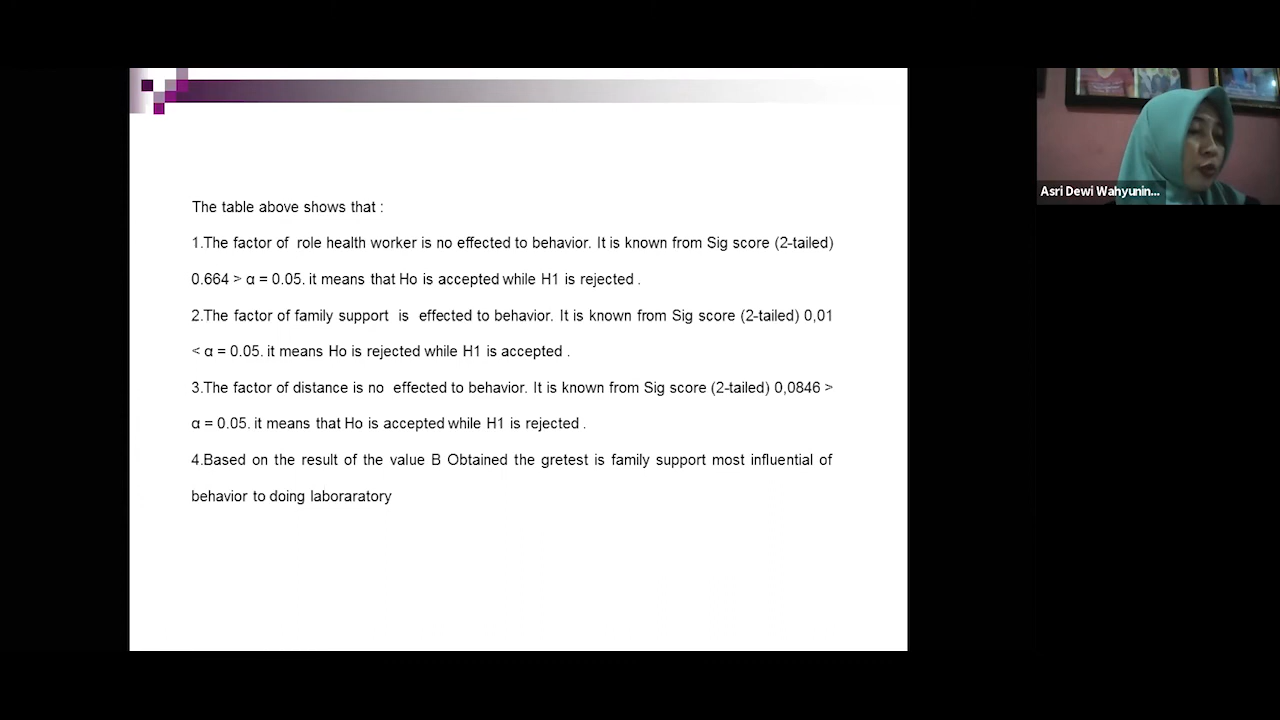 The table above shows that :
1.The factor of role health worker is no effected to behavior. It is known from Sig score (2-tailed)
0.664 > α = 0.05. it means that Ho is accepted while H1 is rejected .
2.The factor of family support is effected to behavior. It is known from Sig score (2-tailed) 0,01
< α = 0.05. it means Ho is rejected while H1 is accepted .
3.The factor of distance is no effected to behavior. It is known from Sig score (2-tailed) 0,0846 >
α = 0.05. it means that Ho is accepted while H1 is rejected .
4.Based on the result of the value B Obtained the gretest is family support most influential of
behavior to doing laboraratory
Asri Dewi Wahyunin...